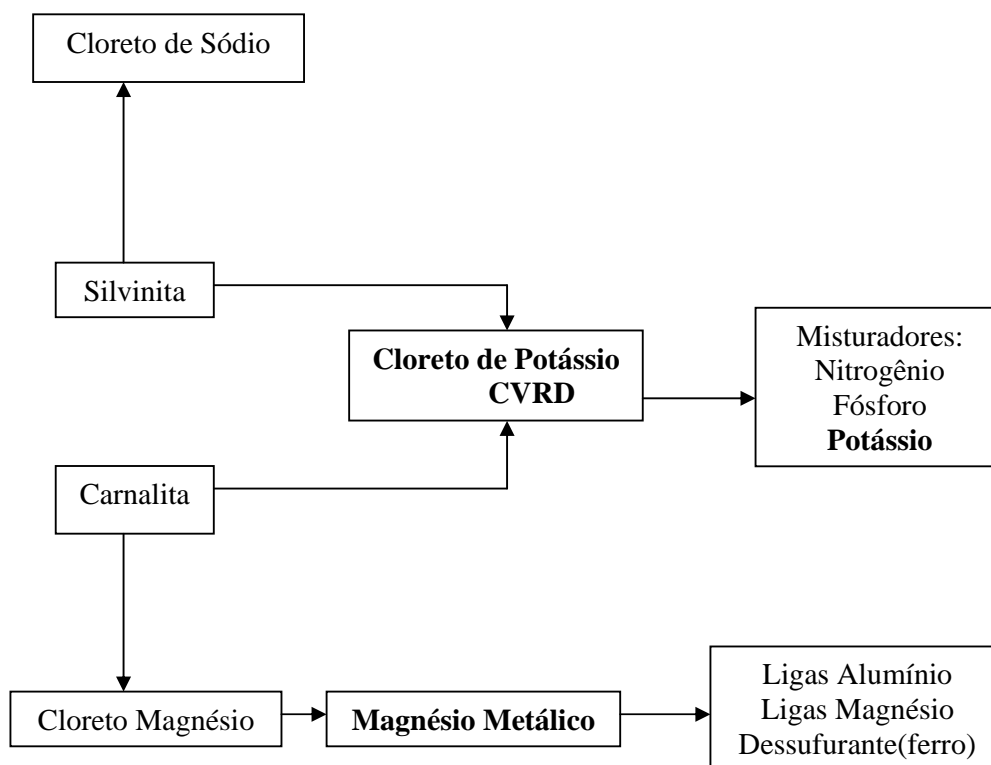 Cloreto de Sódio
Silvinita
Cloreto de Potássio
CVRD
Misturadores:
Nitrogênio
Fósforo
Potássio
Carnalita
Cloreto Magnésio
Magnésio Metálico
Ligas Alumínio
Ligas Magnésio
Dessufurante(ferro)